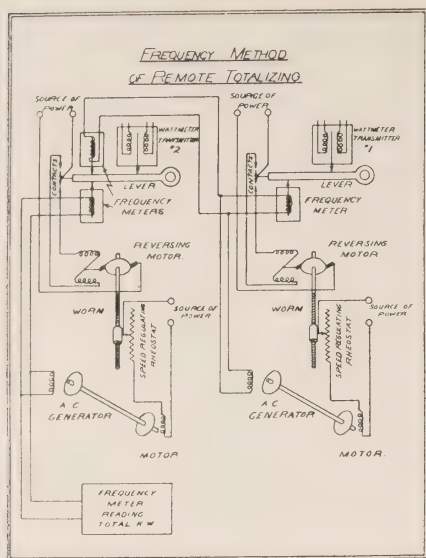 FREQUENCY METHOD
OF REMOTE TOTALIZING
SOURCE OF
POWER
WATTMETER
TRANSMITTER
#2
CONTACTS
LEVER
FREQUENCY
METERS
REVERSING
MOTOR.
WORM
SOURCE OF
POWER
SPEED REGULATING
RHEOSTAT
A C
GENERATOR
MOTOR
SOURCE OF
POWER
WATTMETER
TRANSMITTER
#1
CONTACTS
LEVER
FREQUENCY
METER
REVERSING
MOTOR
WORM
SOURCE OF
POWER
SPEED REGULATING
RHEOSTAT
A C
GENERATOR
MOTOR.
FREQUENCY
METER
READING
TOTAL K W